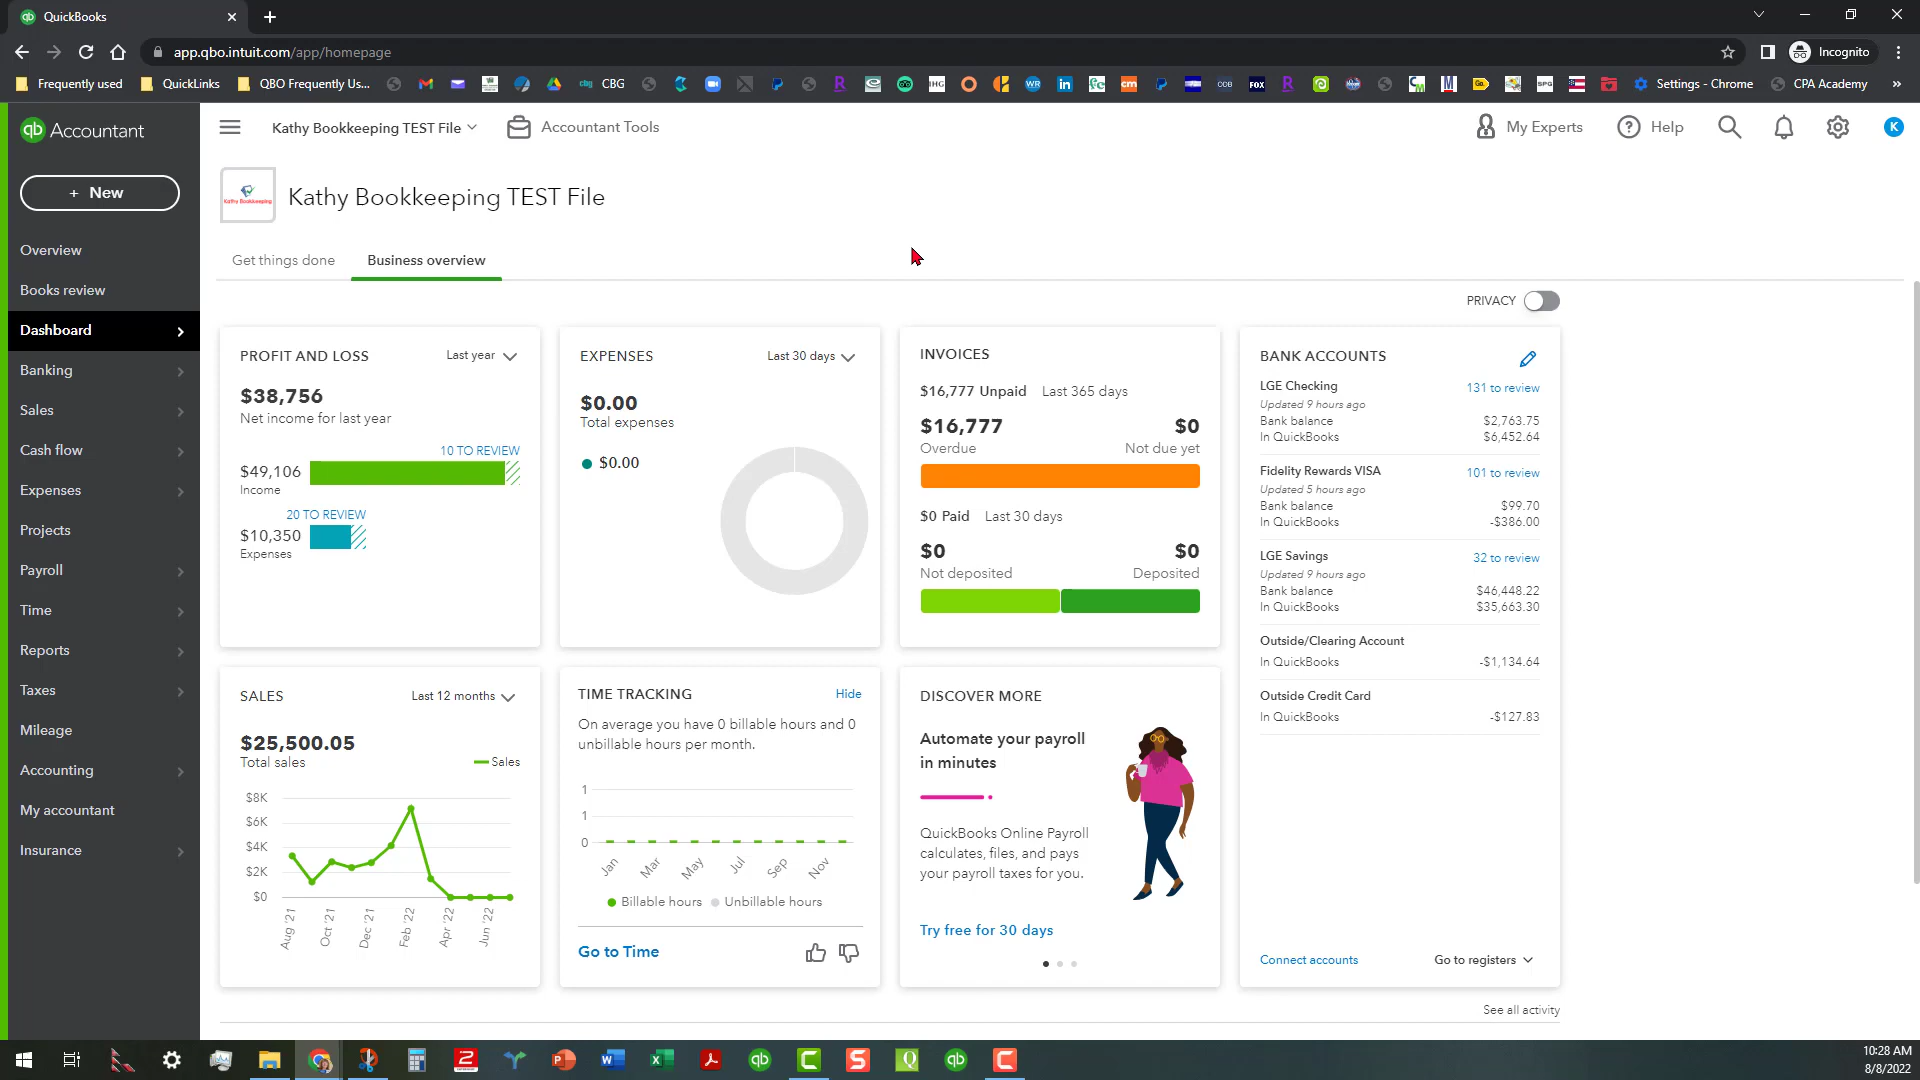 QuickBooks
app.qbo.intuit.com/app/homepage
Incognito
Frequently used
QuickLinks
QBO Frequently Us...
CBG
Settings - Chrome
CPA Academy
qb Accountant
Kathy Bookkeeping TEST File
Accountant Tools
My Experts
Help
K
+ New
Kathy Bookkeeping
Kathy Bookkeeping TEST File
Overview
Books review
Dashboard
Banking
Sales
Cash flow
Expenses
Projects
Payroll
Time
Reports
Taxes
Mileage
Accounting
My accountant
Insurance
Get things done
Business overview
PRIVACY
PROFIT AND LOSS
Last year
$38,756
Net income for last year
10 TO REVIEW
$49,106
Income
20 TO REVIEW
$10,350
Expenses
EXPENSES
Last 30 days
$0.00
Total expenses
$0.00
INVOICES
$16,777 Unpaid Last 365 days
$16,777 $0
Overdue Not due yet
$0 Paid Last 30 days
$0 $0
Not deposited Deposited
BANK ACCOUNTS
LGE Checking 131 to review
Updated 9 hours ago
Bank balance $2,763.75
In QuickBooks $6,452.64
Fidelity Rewards VISA 101 to review
Updated 5 hours ago
Bank balance $99.70
In QuickBooks -$386.00
LGE Savings 32 to review
Updated 9 hours ago
Bank balance $46,448.22
In QuickBooks $35,663.30
Outside/Clearing Account
In QuickBooks -$1,134.64
Outside Credit Card
In QuickBooks -$127.83
Connect accounts
Go to registers
SALES
Last 12 months
$25,500.05
Total sales
Sales
$8K
$6K
$4K
$2K
$0
Aug '21 Oct '21 Dec '21 Feb '22 Apr '22 Jun '22
TIME TRACKING
Hide
On average you have 0 billable hours and 0
unbillable hours per month.
1
1
0
Jan Mar May Jul Sep Nov
Billable hours Unbillable hours
Go to Time
DISCOVER MORE
Automate your payroll
in minutes
QuickBooks Online Payroll
calculates, files, and pays
your payroll taxes for you.
Try free for 30 days
See all activity
10:28 AM
8/8/2022